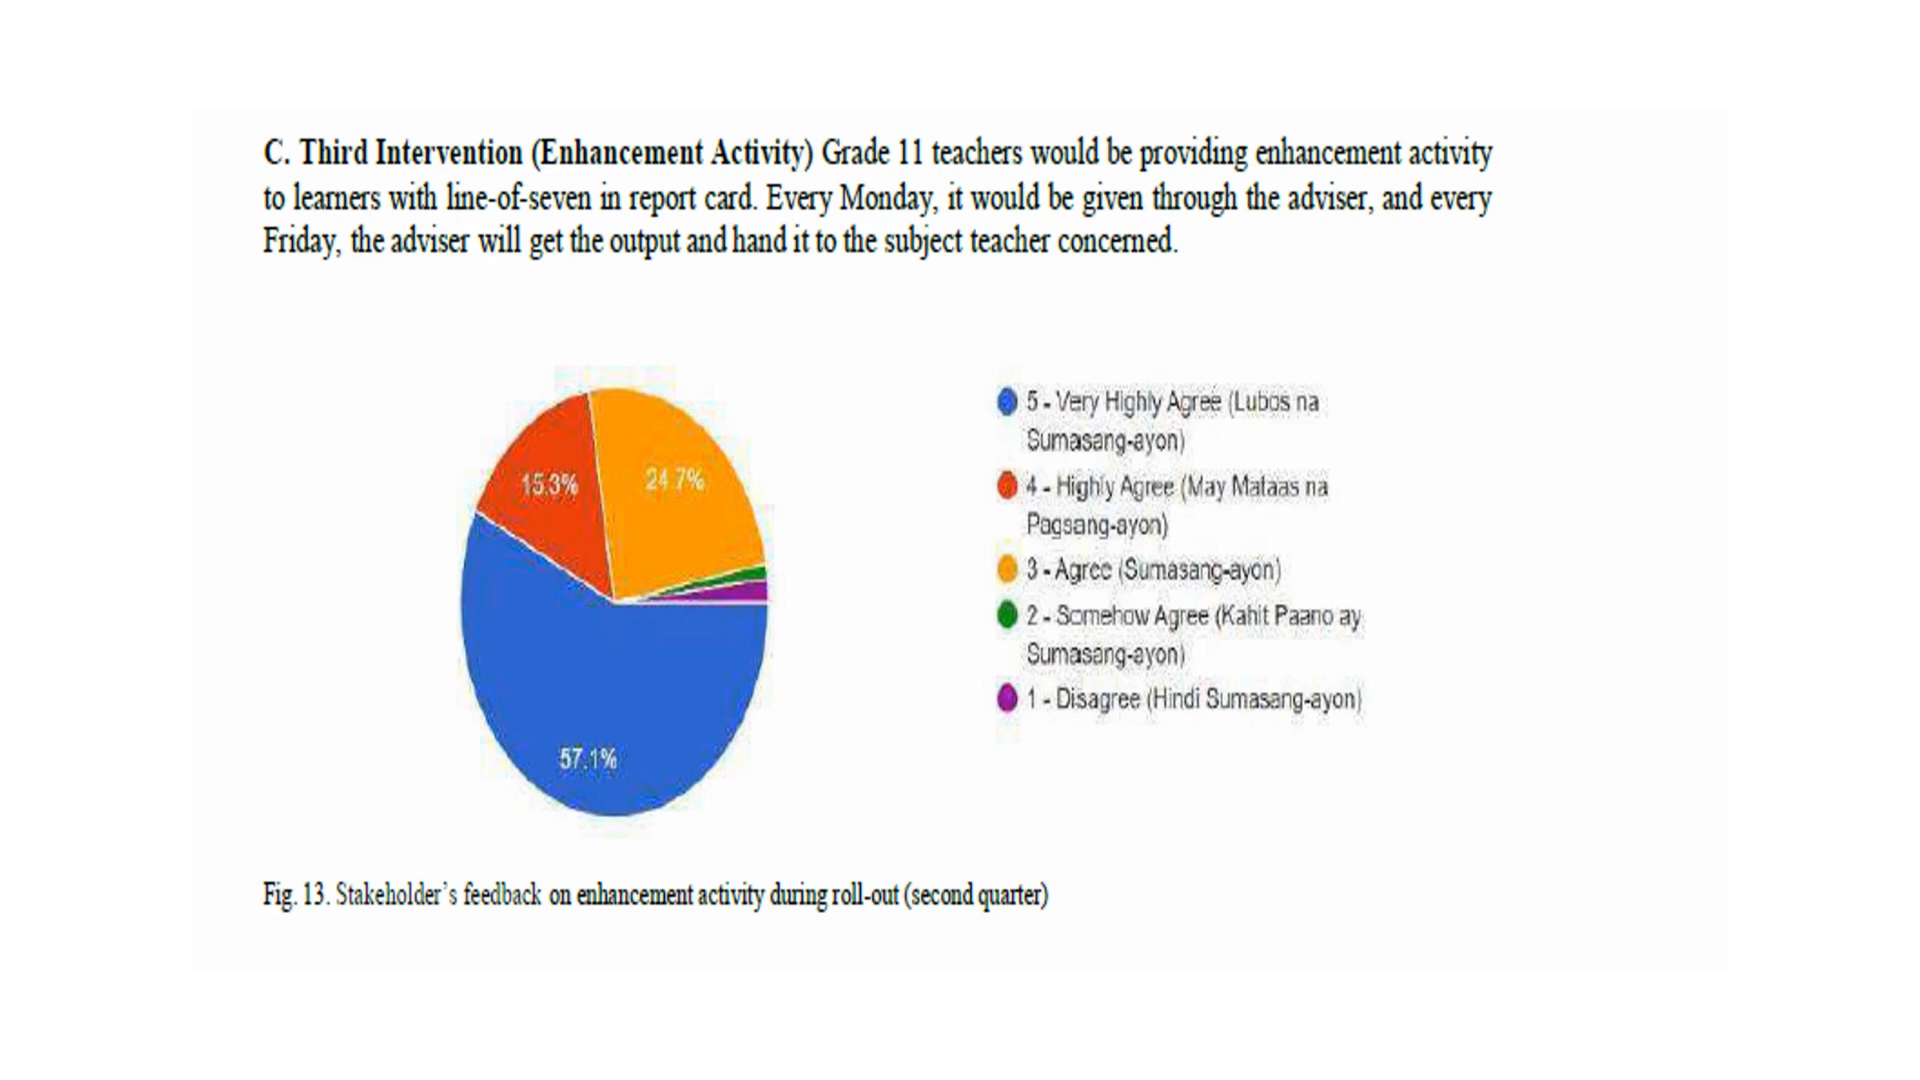 C. Third Intervention (Enhancement Activity) Grade 11 teachers would be providing enhancement activity
to learners with line-of-seven in report card. Every Monday, it would be given through the adviser, and every
Friday, the adviser will get the output and hand it to the subject teacher concerned.
15.3%
24.7%
57.1%
5 - Very Highly Agree (Lubos na
Sumasang-ayon)
4 - Highly Agree (May Mataas na
Pagsang-ayon)
3 - Agree (Sumasang-ayon)
2 - Somehow Agree (Kahit Paano ay
Sumasang-ayon)
1 - Disagree (Hindi Sumasang-ayon)
Fig. 13. Stakeholder's feedback on enhancement activity during roll-out (second quarter)